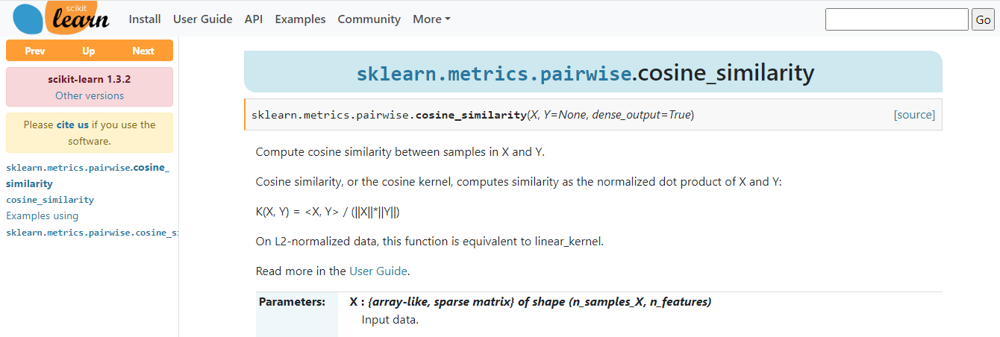 scikit
learn
Install User Guide API Examples Community More
Go
Prev Up Next
scikit-learn 1.3.2
Other versions
Please cite us if you use the
software.
sklearn.metrics.pairwise.cosine_
similarity
cosine_similarity
Examples using
sklearn.metrics.pairwise.cosine_si
sklearn.metrics.pairwise.cosine_similarity
sklearn.metrics.pairwise.cosine_similarity(X, Y=None, dense_output=True) [source]
Compute cosine similarity between samples in X and Y.
Cosine similarity, or the cosine kernel, computes similarity as the normalized dot product of X and Y:
K(X, Y) = <X, Y> / (||X||*||Y||)
On L2-normalized data, this function is equivalent to linear_kernel.
Read more in the User Guide.
Parameters: X : {array-like, sparse matrix} of shape (n_samples_X, n_features)
Input data.